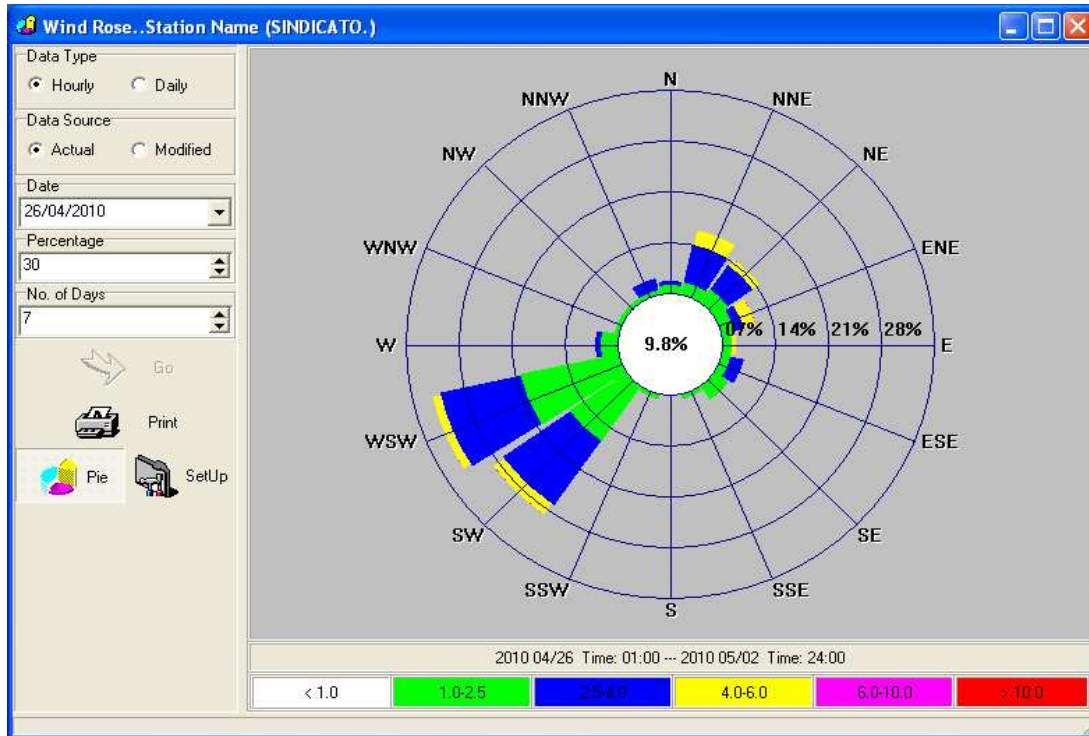 Wind Rose..Station Name (SINDICATO.)
Data Type
Hourly Daily
Data Source
Actual Modified
Date
26/04/2010
Percentage
30
No. of Days
7
Go
Print
Pie SetUp
N
NNW NNE
NW NE
WNW ENE
W 9.8% 07% 14% 21% 28% E
WSW ESE
SW SE
SSW SSE
S
2010 04/26 Time: 01:00 --- 2010 05/02 Time: 24:00
< 1.0 1.0-2.5 2.5-4.0 4.0-6.0 6.0-10.0 > 10.0